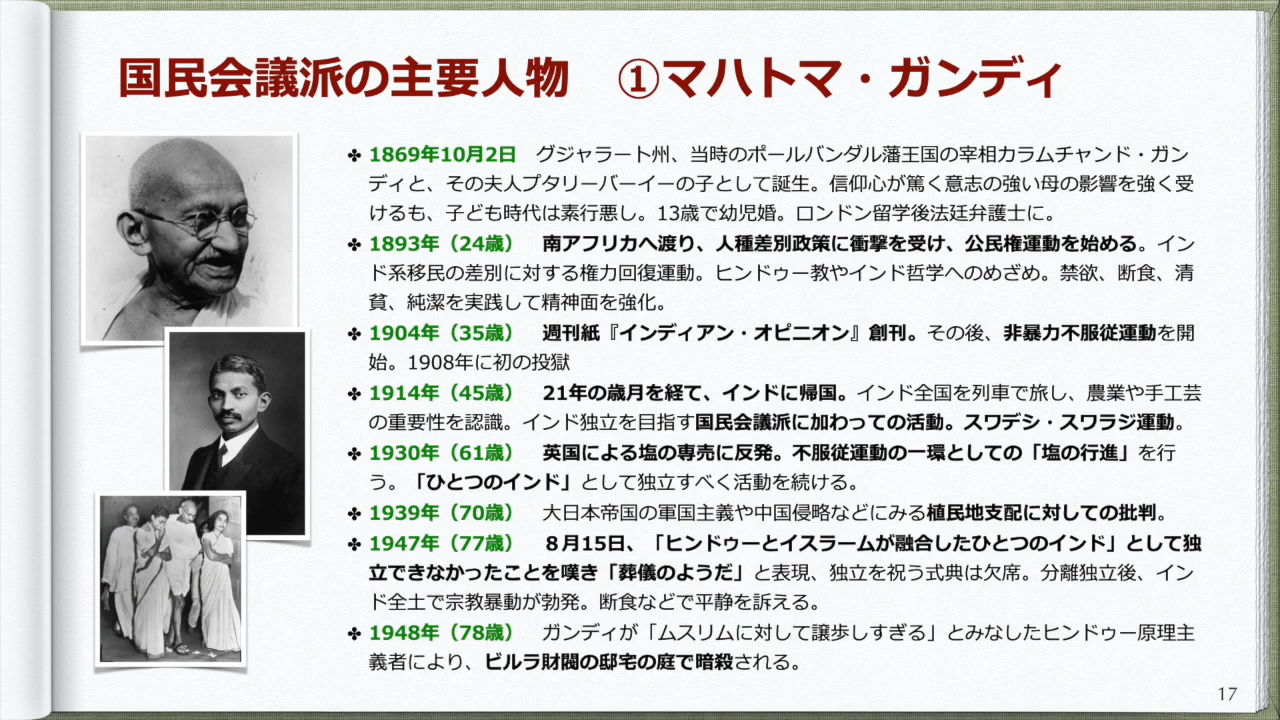 国民会議派の主要人物　①マハトマ・ガンディ
✤ 1869年10月2日　グジャラート州、当時のポールバンダル藩王国の宰相カラムチャンド・ガン
ディと、その夫人プタリーバーイーの子として誕生。信仰心が篤く意志の強い母の影響を強く受
けるも、子ども時代は素行悪し。13歳で幼児婚。ロンドン留学後法廷弁護士に。
✤ 1893年（24歳）　南アフリカへ渡り、人種差別政策に衝撃を受け、公民権運動を始める。イン
ド系移民の差別に対する権力回復運動。ヒンドゥー教やインド哲学へのめざめ。禁欲、断食、清
貧、純潔を実践して精神面を強化。
✤ 1904年（35歳）　週刊紙『インディアン・オピニオン』創刊。その後、非暴力不服従運動を開
始。1908年に初の投獄
✤ 1914年（45歳）　21年の歳月を経て、インドに帰国。インド全国を列車で旅し、農業や手工芸
の重要性を認識。インド独立を目指す国民会議派に加わっての活動。スワデシ・スワラジ運動。
✤ 1930年（61歳）　英国による塩の専売に反発。不服従運動の一環としての「塩の行進」を行
う。「ひとつのインド」として独立すべく活動を続ける。
✤ 1939年（70歳）　大日本帝国の軍国主義や中国侵略などにみる植民地支配に対しての批判。
✤ 1947年（77歳）　８月15日、「ヒンドゥーとイスラームが融合したひとつのインド」として独
立できなかったことを嘆き「葬儀のようだ」と表現、独立を祝う式典は欠席。分離独立後、イン
ド全土で宗教暴動が勃発。断食などで平静を訴える。
✤ 1948年（78歳）　ガンディが「ムスリムに対して譲歩しすぎる」とみなしたヒンドゥー原理主
義者により、ビルラ財閥の邸宅の庭で暗殺される。
17